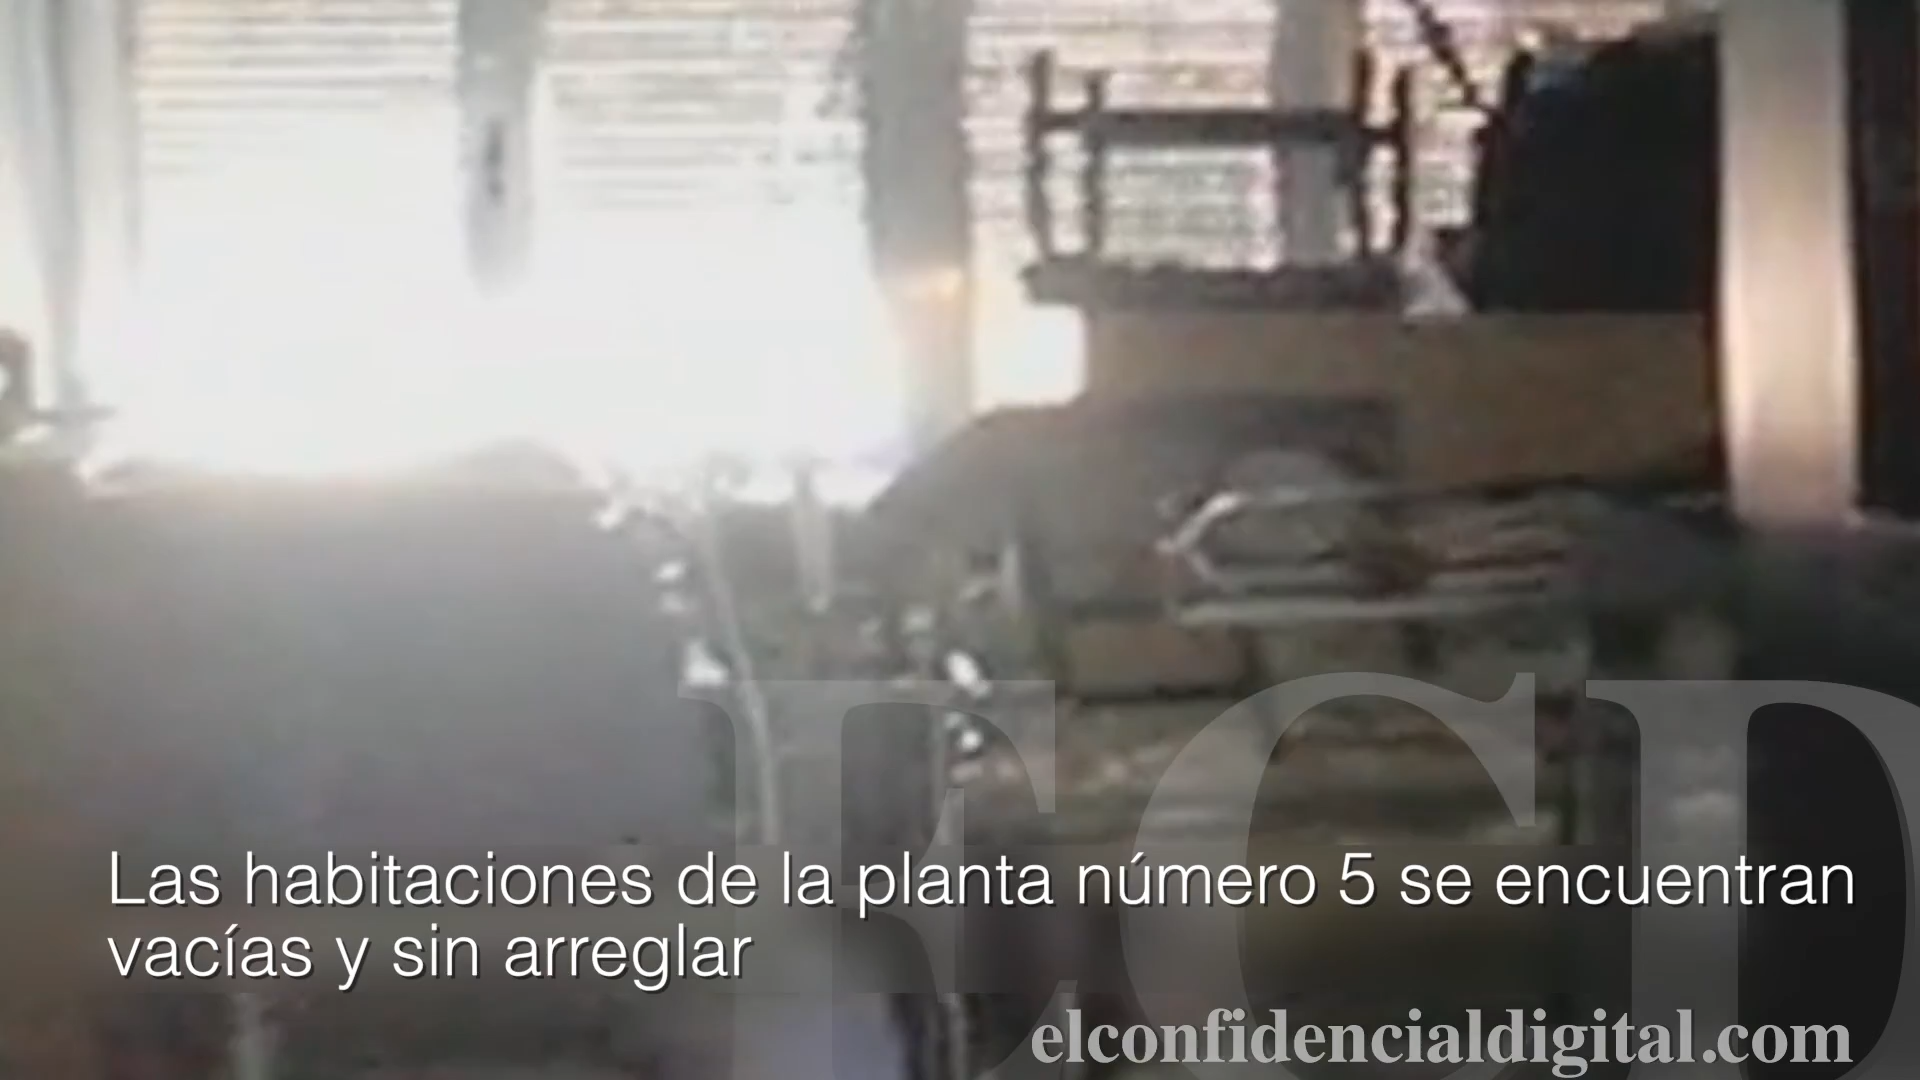 Las habitaciones de la planta número 5 se encuentran
vacías y sin arreglar
ECD
elconfidencialdigital.com